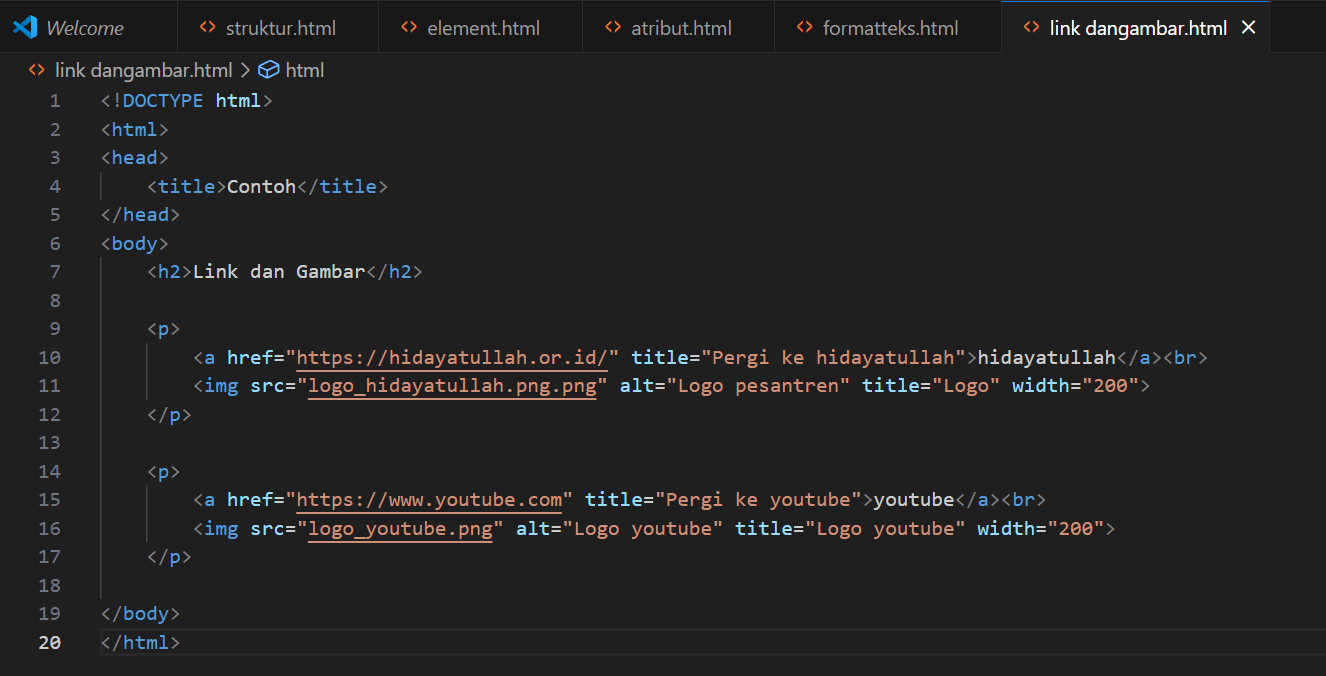 Welcome <> struktur.html <> element.html <> atribut.html <> formatteks.html <> link dangambar.html ×
<> link dangambar.html > html
1 <!DOCTYPE html>
2 <html>
3 <head>
4     <title>Contoh</title>
5 </head>
6 <body>
7     <h2>Link dan Gambar</h2>
8
9     <p>
10         <a href="https://hidayatullah.or.id/" title="Pergi ke hidayatullah">hidayatullah</a><br>
11         <img src="logo_hidayatullah.png.png" alt="Logo pesantren" title="Logo" width="200">
12     </p>
13
14     <p>
15         <a href="https://www.youtube.com" title="Pergi ke youtube">youtube</a><br>
16         <img src="logo_youtube.png" alt="Logo youtube" title="Logo youtube" width="200">
17     </p>
18
19 </body>
20 </html>